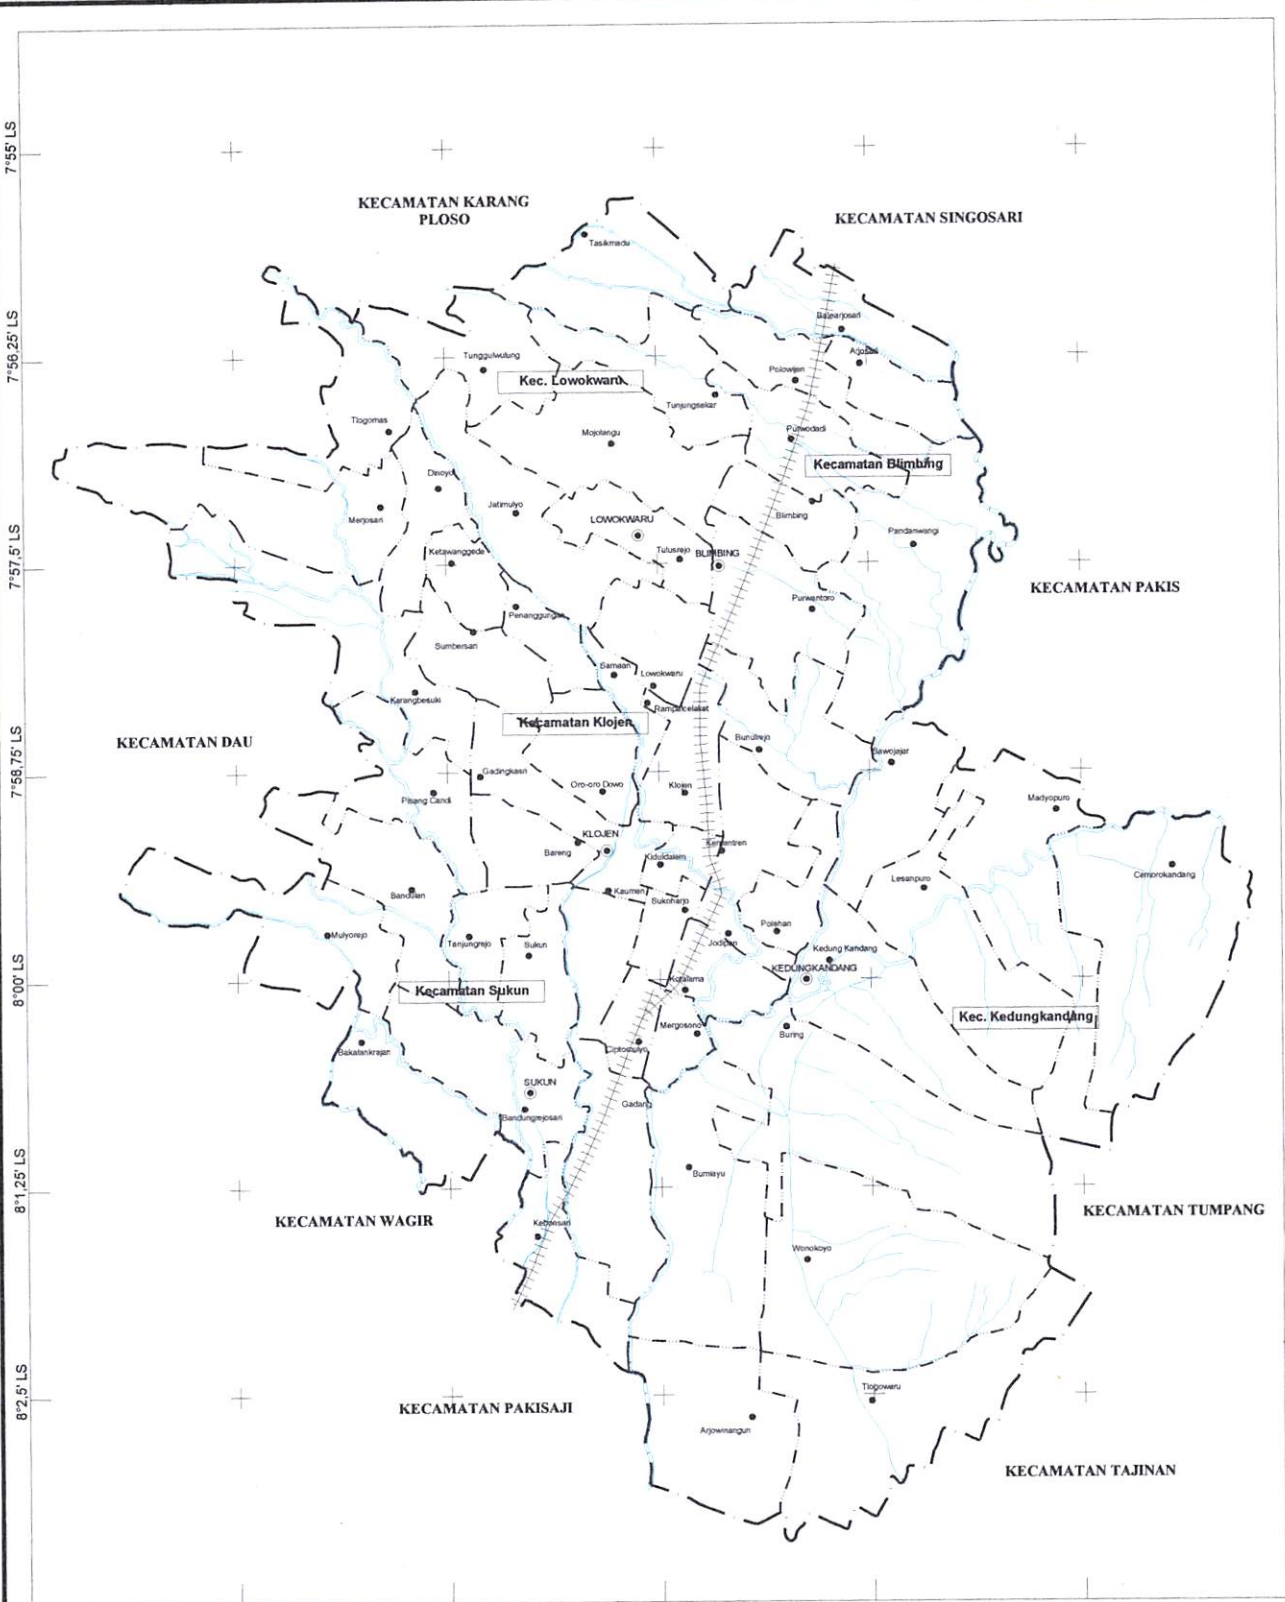 7°55' LS
KECAMATAN KARANG
PLOSO
KECAMATAN SINGOSARI
Tasikmadu
7°56,25' LS
Balearjosari
Arjosari
Tunggulwulung
Kec. Lowokwaru
Polowijen
Tunjungsekar
Tlogomas
Mojolangu
Purwodadi
Kecamatan Blimbing
Dinoyo
Merjosari
Jatimulyo
LOWOKWARU
Blimbing
Pandanwangi
7°57,5' LS
Ketawanggede
Tulusrejo
BLIMBING
KECAMATAN PAKIS
Penanggungan
Purwantoro
Sumbersari
Samaan
Lowokwaru
Karangbesuki
Rampalcelaket
Kecamatan Klojen
KECAMATAN DAU
Bunulrejo
Sawojajar
7°58,75' LS
Gadingkasri
Pisang Candi
Oro-oro Dowo
Klojen
Madyopuro
KLOJEN
Bareng
Kesantren
Kiduldalem
Cemorokandang
Lesanpuro
Bandulan
Kauman
Sukoharjo
Mulyorejo
Tanjungrejo
Sukun
Polehan
Jodipan
Kedung Kandang
KEDUNGKANDANG
8°00' LS
Kecamatan Sukun
Kotalama
Kec. Kedungkandang
Mergosono
Buring
Bakalankrajan
Ciptomulyo
SUKUN
Bandungrejosari
Gadang
8°1,25' LS
Bumiayu
KECAMATAN WAGIR
KECAMATAN TUMPANG
Kebonsari
Wonokoyo
8°2,5' LS
Tlogowaru
KECAMATAN PAKISAJI
Arjowinangun
KECAMATAN TAJINAN